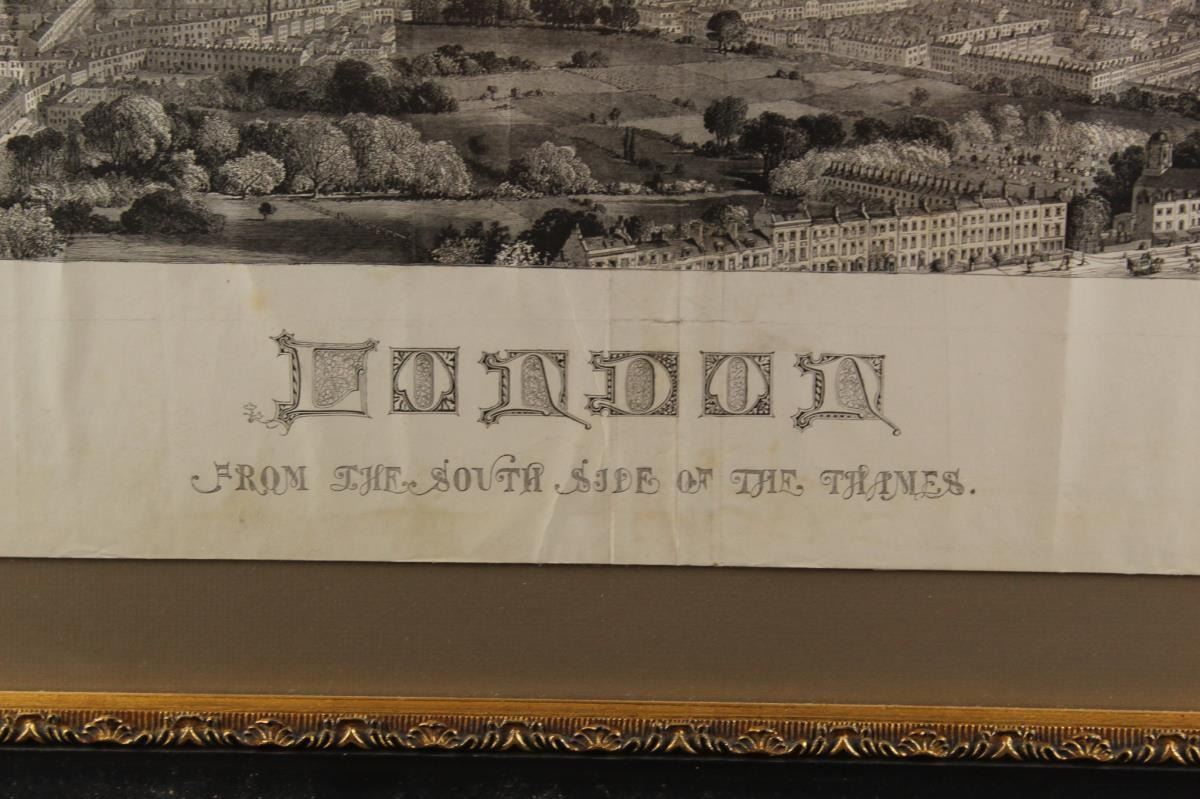 LONDON
FROM THE SOUTH SIDE OF THE THAMES.